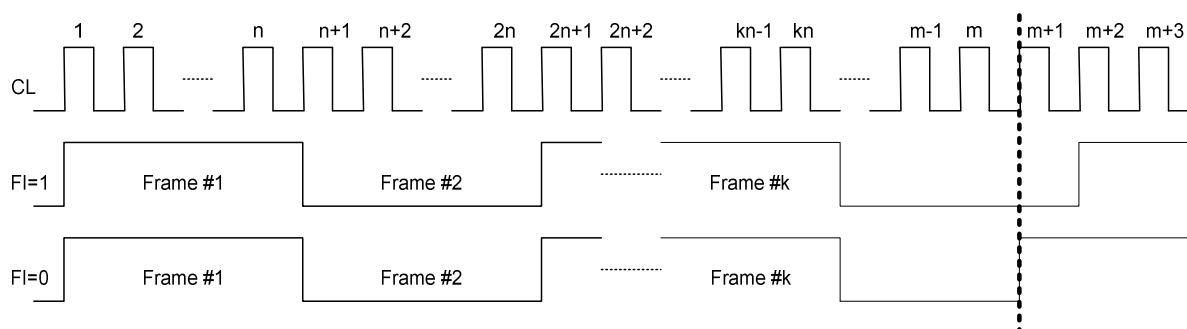 1 2 n n+1 n+2 2n 2n+1 2n+2 kn-1 kn m-1 m m+1 m+2 m+3
CL
FI=1 Frame #1 Frame #2 Frame #k
FI=0 Frame #1 Frame #2 Frame #k